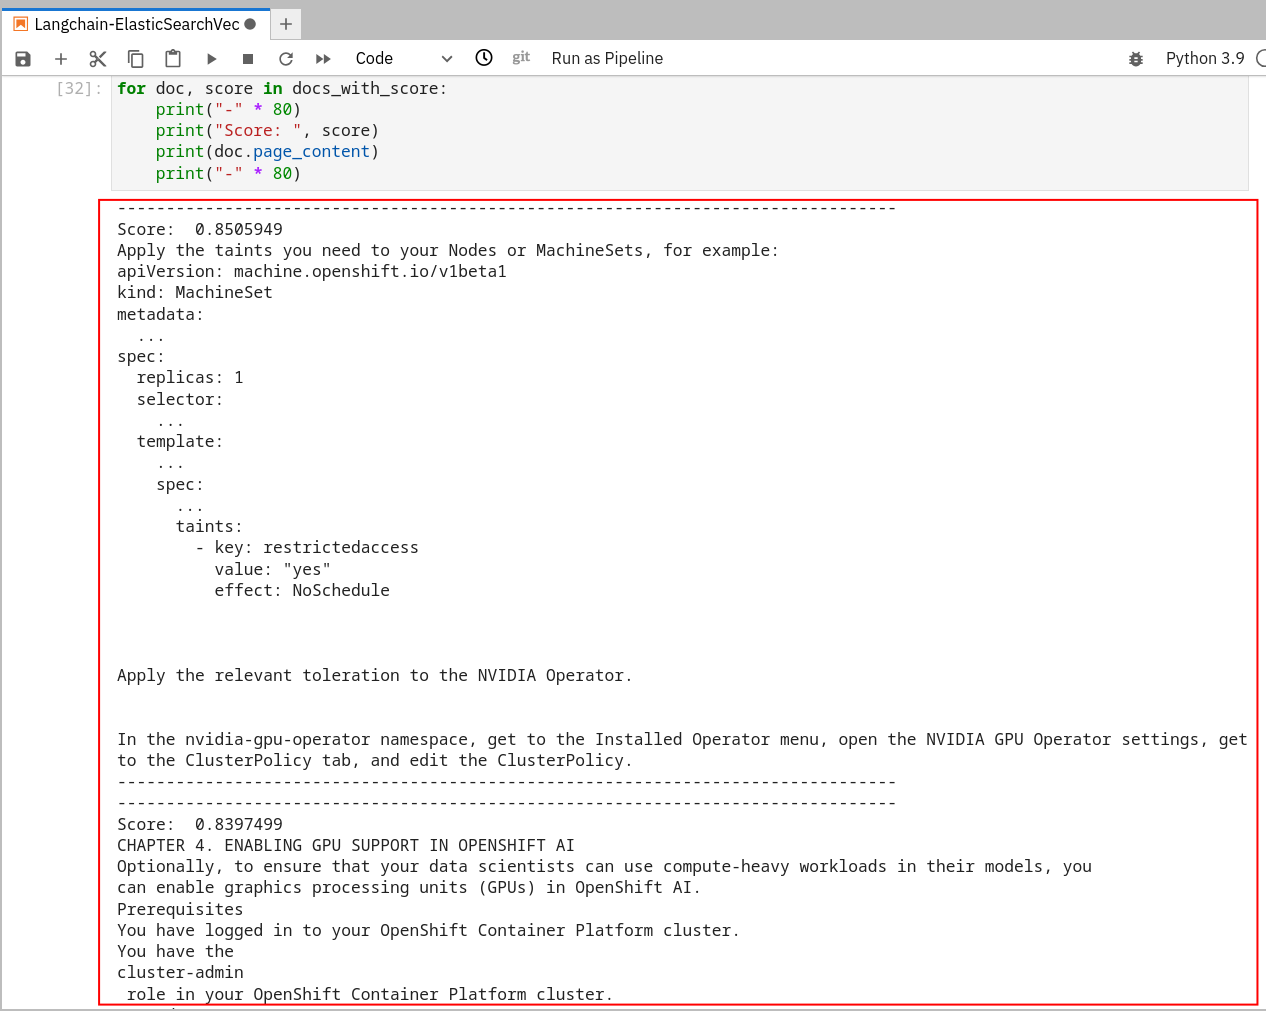 Langchain-ElasticSearchVec
Code git Run as Pipeline Python 3.9
[32]: for doc, score in docs_with_score:
    print("-" * 80)
    print("Score: ", score)
    print(doc.page_content)
    print("-" * 80)
--------------------------------------------------------------------------------
Score:  0.8505949
Apply the taints you need to your Nodes or MachineSets, for example:
apiVersion: machine.openshift.io/v1beta1
kind: MachineSet
metadata:
  ...
spec:
  replicas: 1
  selector:
    ...
  template:
    ...
    spec:
      ...
      taints:
        - key: restrictedaccess
          value: "yes"
          effect: NoSchedule
Apply the relevant toleration to the NVIDIA Operator.
In the nvidia-gpu-operator namespace, get to the Installed Operator menu, open the NVIDIA GPU Operator settings, get
to the ClusterPolicy tab, and edit the ClusterPolicy.
--------------------------------------------------------------------------------
--------------------------------------------------------------------------------
Score:  0.8397499
CHAPTER 4. ENABLING GPU SUPPORT IN OPENSHIFT AI
Optionally, to ensure that your data scientists can use compute-heavy workloads in their models, you
can enable graphics processing units (GPUs) in OpenShift AI.
Prerequisites
You have logged in to your OpenShift Container Platform cluster.
You have the
cluster-admin
 role in your OpenShift Container Platform cluster.